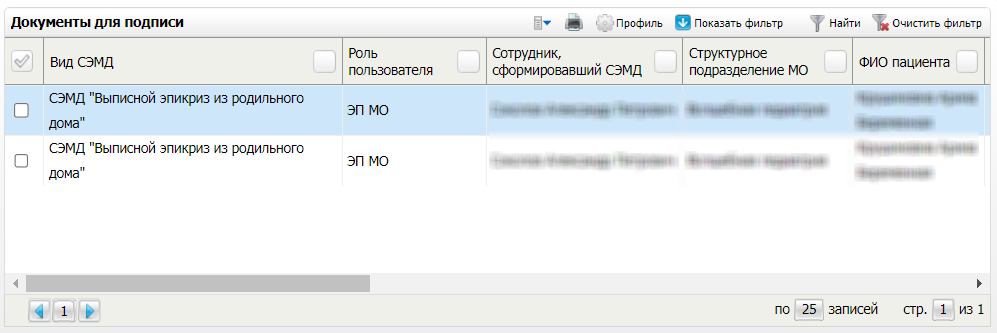 Документы для подписи
Профиль Показать фильтр Найти Очистить фильтр
Вид СЭМД
Роль пользователя
Сотрудник, сформировавший СЭМД
Структурное подразделение МО
ФИО пациента
СЭМД "Выписной эпикриз из родильного
дома"
ЭП МО
СЭМД "Выписной эпикриз из родильного
дома"
ЭП МО
1
по 25 записей стр. 1 из 1